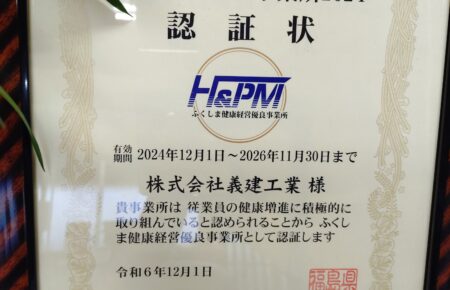 2024
認証状
H&PM
ふくしま健康経営優良事業所
有効期間 2024年12月1日～2026年11月30日まで
株式会社義建工業 様
貴事業所は 従業員の健康増進に積極的に
取り組んでいると認められることから ふくし
ま健康経営優良事業所として認証します
令和6年12月1日